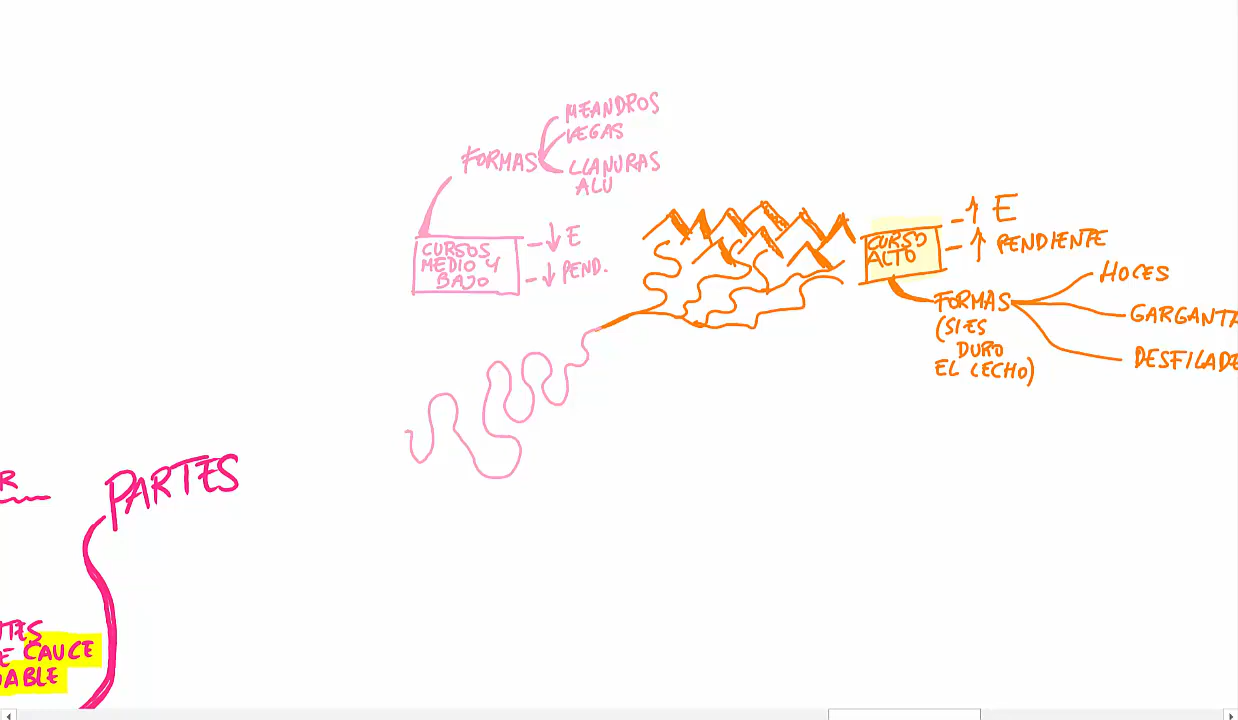 MEANDROS
VEGAS
FORMAS
LLANURAS
ALU
CURSOS
MEDIO Y
BAJO
- ↓ E
- ↓ PEND.
CURSO
ALTO
- ↑ E
- ↑ PENDIENTE
FORMAS
(SI ES
DURO
EL LECHO)
HOCES
GARGANTA
DESFILADE
R
PARTES
NTES
E CAUCE
DABLE